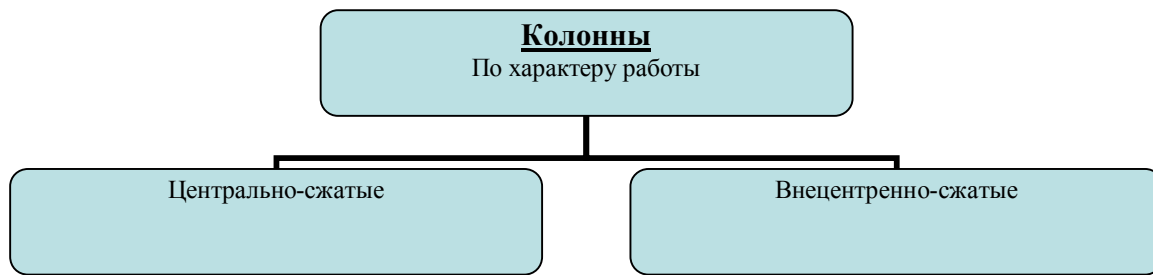 Колонны
По характеру работы
Центрально-сжатые
Внецентренно-сжатые